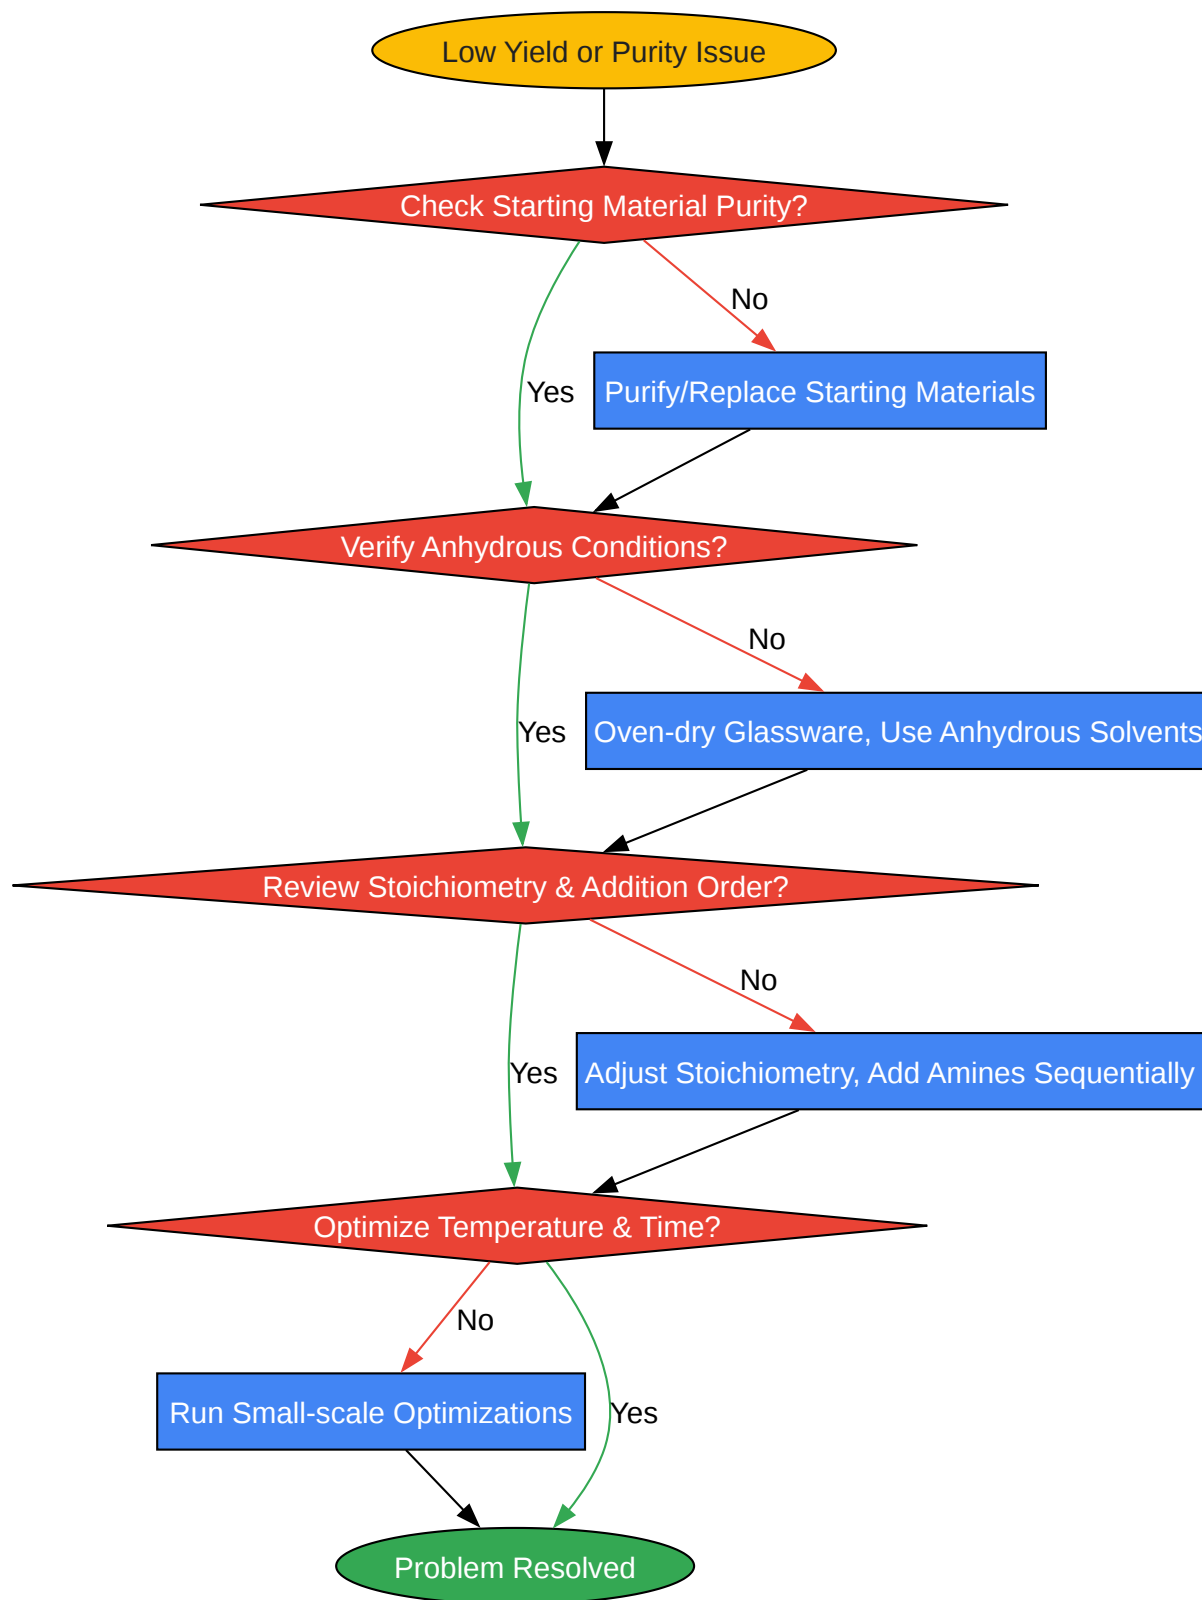 Low Yield or Purity Issue
Check Starting Material Purity?
No
Yes
Purify/Replace Starting Materials
Verify Anhydrous Conditions?
No
Yes
Oven-dry Glassware, Use Anhydrous Solvents
Review Stoichiometry & Addition Order?
No
Yes
Adjust Stoichiometry, Add Amines Sequentially
Optimize Temperature & Time?
No
Run Small-scale Optimizations
Yes
Problem Resolved